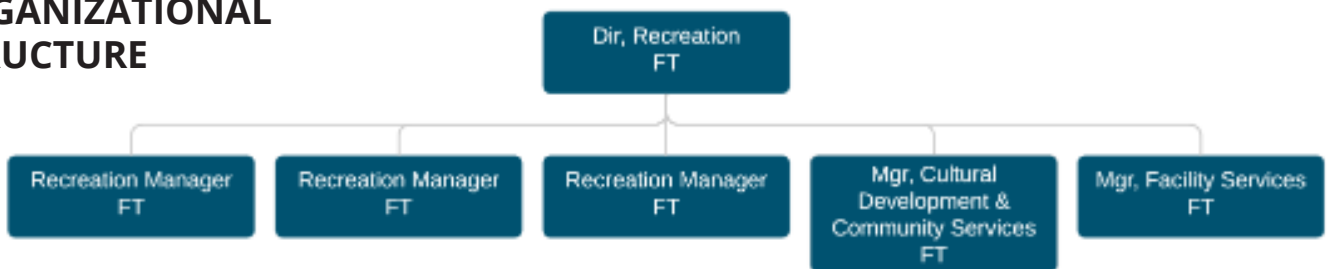 GANIZATIONAL
UCTURE
Dir, Recreation
FT
Recreation Manager
FT
Recreation Manager
FT
Recreation Manager
FT
Mgr, Cultural
Development &
Community Services
FT
Mgr, Facility Services
FT